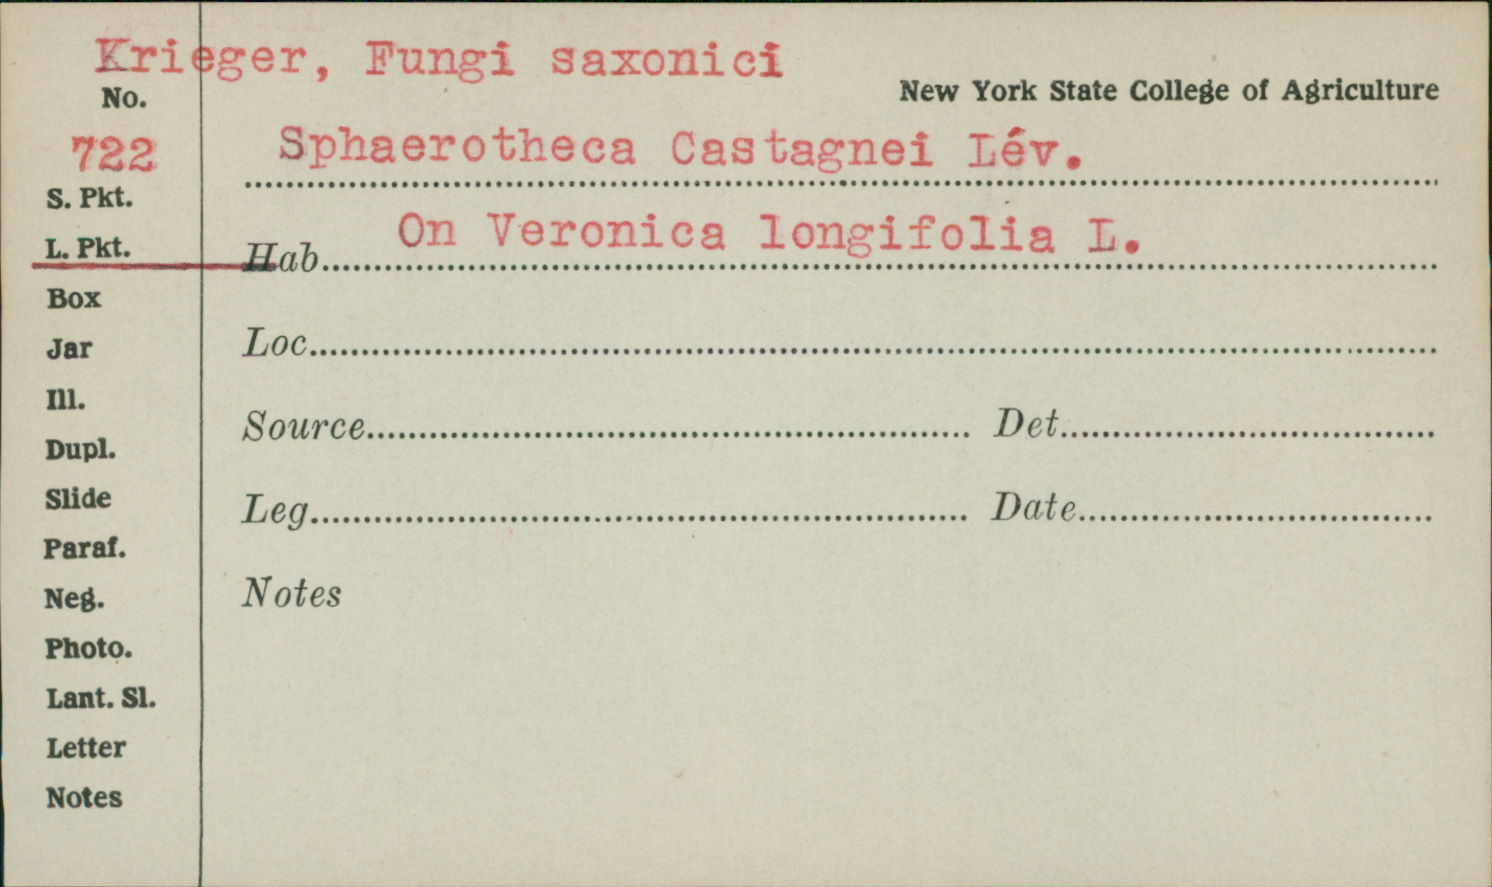 Krieger, Fungi saxonici
No.
New York State College of Agriculture
722
Sphaerotheca Castagnei Lév.
S. Pkt.
On Veronica longifolia L.
L. Pkt.
Hab
Box
Loc
Jar
Ill.
Source Det.
Dupl.
Slide
Leg Date
Paraf.
Neg.
Notes
Photo.
Lant. Sl.
Letter
Notes